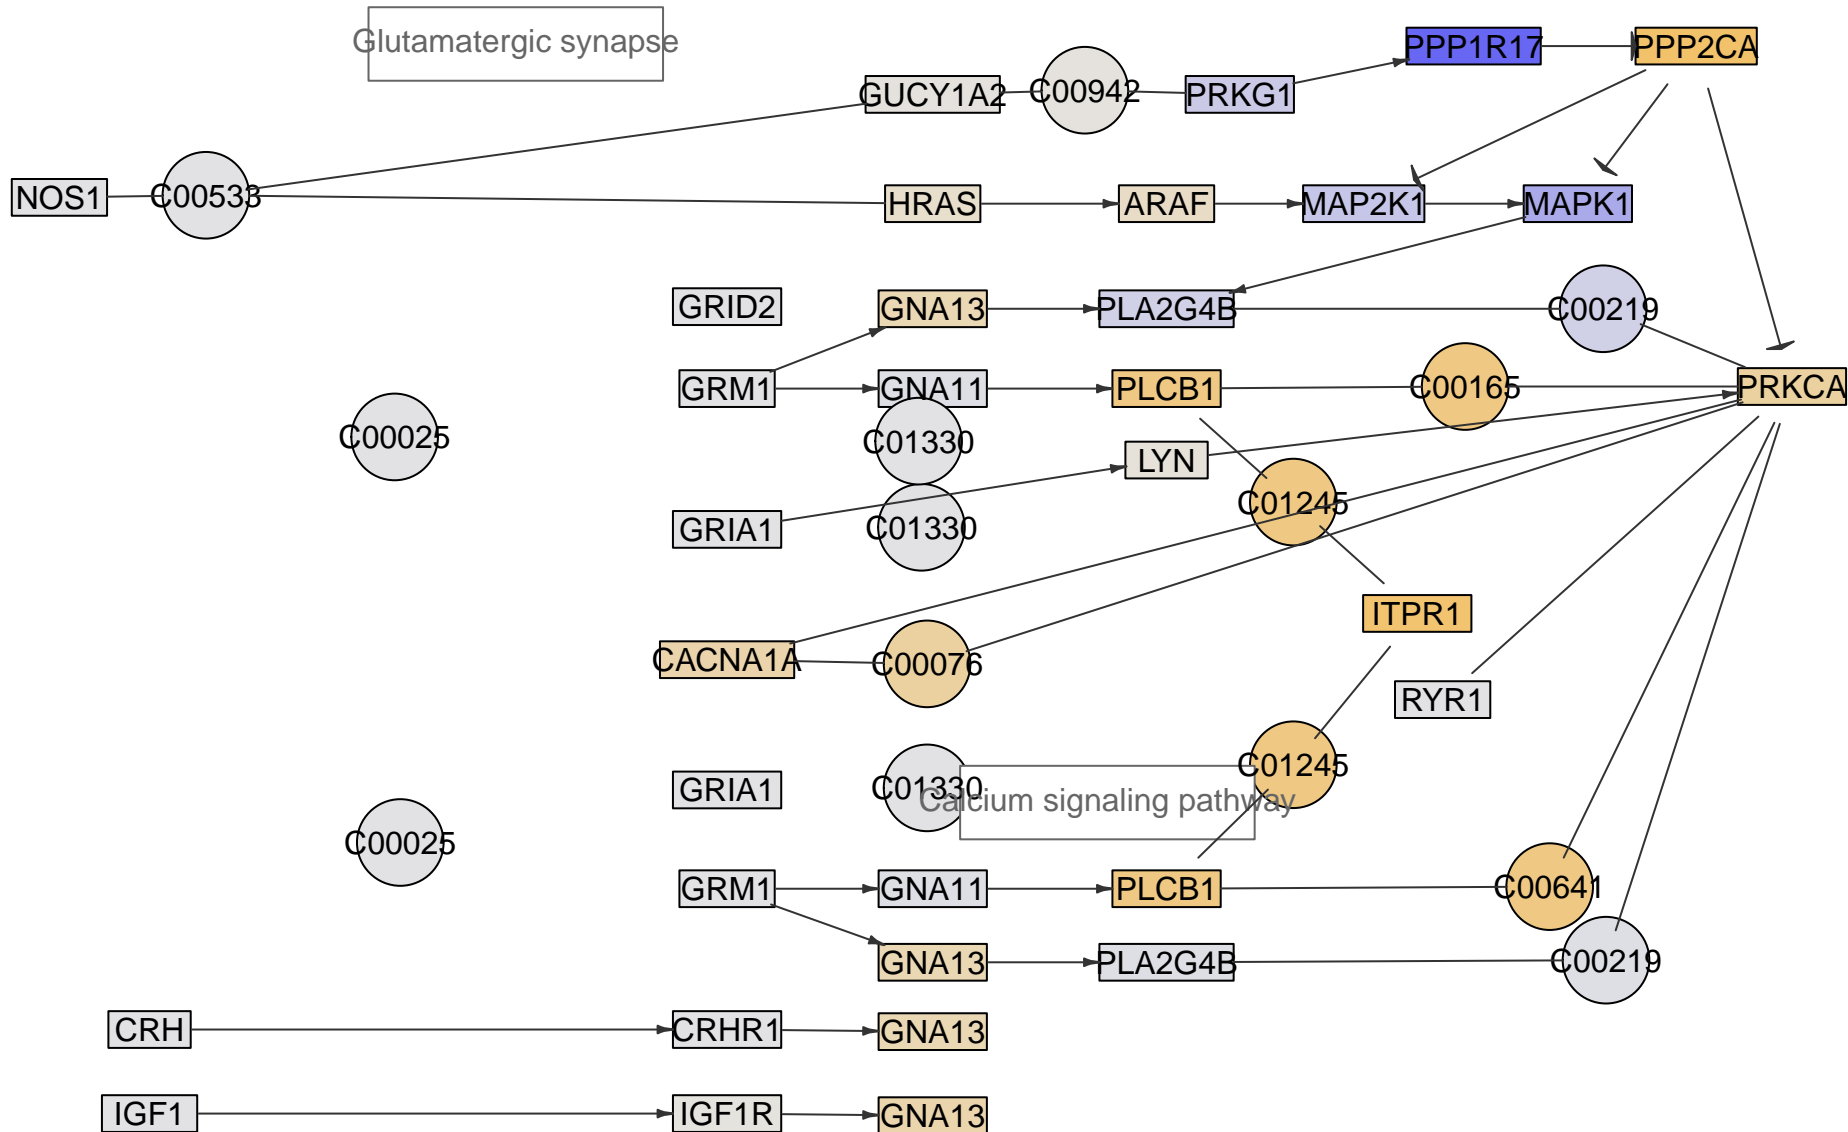 Glutamatergic synapse
PPP1R17
PPP2CA
GUCY1A2
C00942
PRKG1
NOS1
C00533
HRAS
ARAF
MAP2K1
MAPK1
GRID2
GNA13
PLA2G4B
C00219
GRM1
GNA11
PLCB1
C00165
PRKCA
C00025
C01330
LYN
GRIA1
C01330
C01245
ITPR1
CACNA1A
C00076
RYR1
C01245
GRIA1
C01330
Calcium signaling pathway
C00025
GRM1
GNA11
PLCB1
C00641
GNA13
PLA2G4B
C00219
CRH
CRHR1
GNA13
IGF1
IGF1R
GNA13